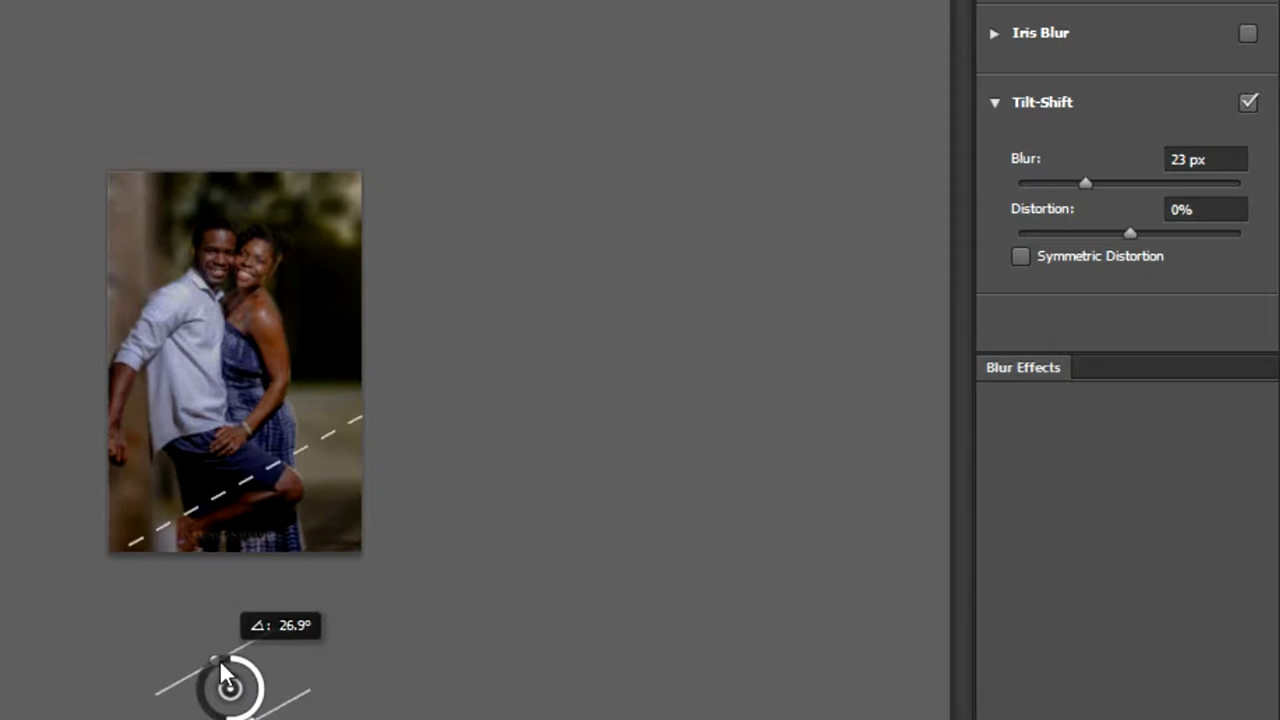 Iris Blur
Tilt-Shift
Blur:
23 px
Distortion:
0%
Symmetric Distortion
Blur Effects
∠: 26.9°